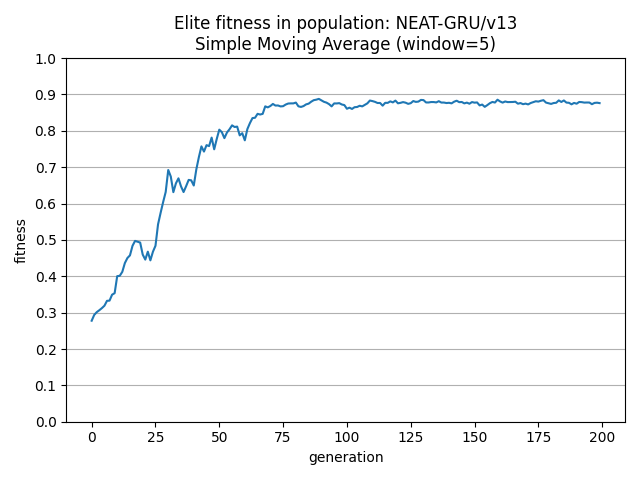 Elite fitness in population: NEAT-GRU/v13
Simple Moving Average (window=5)
1.0
0.9
0.8
0.7
0.6
0.5
0.4
0.3
0.2
0.1
0.0
fitness
0 25 50 75 100 125 150 175 200
generation